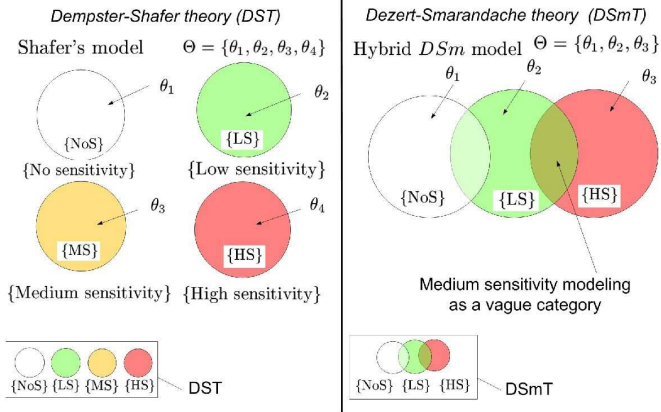 Dempster-Shafer theory (DST)
Shafer's model Θ = {θ₁, θ₂, θ₃, θ₄}
θ₁
θ₂
{NoS}
{LS}
{No sensitivity}
{Low sensitivity}
θ₃
θ₄
{MS}
{HS}
{Medium sensitivity}
{High sensitivity}
{NoS} {LS} {MS} {HS}
DST
Dezert-Smarandache theory (DSmT)
Hybrid DSm model Θ = {θ₁, θ₂, θ₃}
θ₁
θ₂
θ₃
{NoS}
{LS}
{HS}
Medium sensitivity modeling
as a vague category
{NoS} {LS} {HS}
DSmT